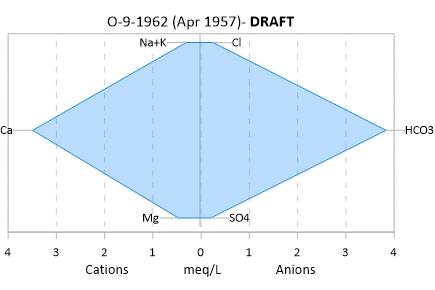 O-9-1962 (Apr 1957)- DRAFT
Na+K Cl
Ca HCO3
Mg SO4
4 3 2 1 0 1 2 3 4
Cations meq/L Anions